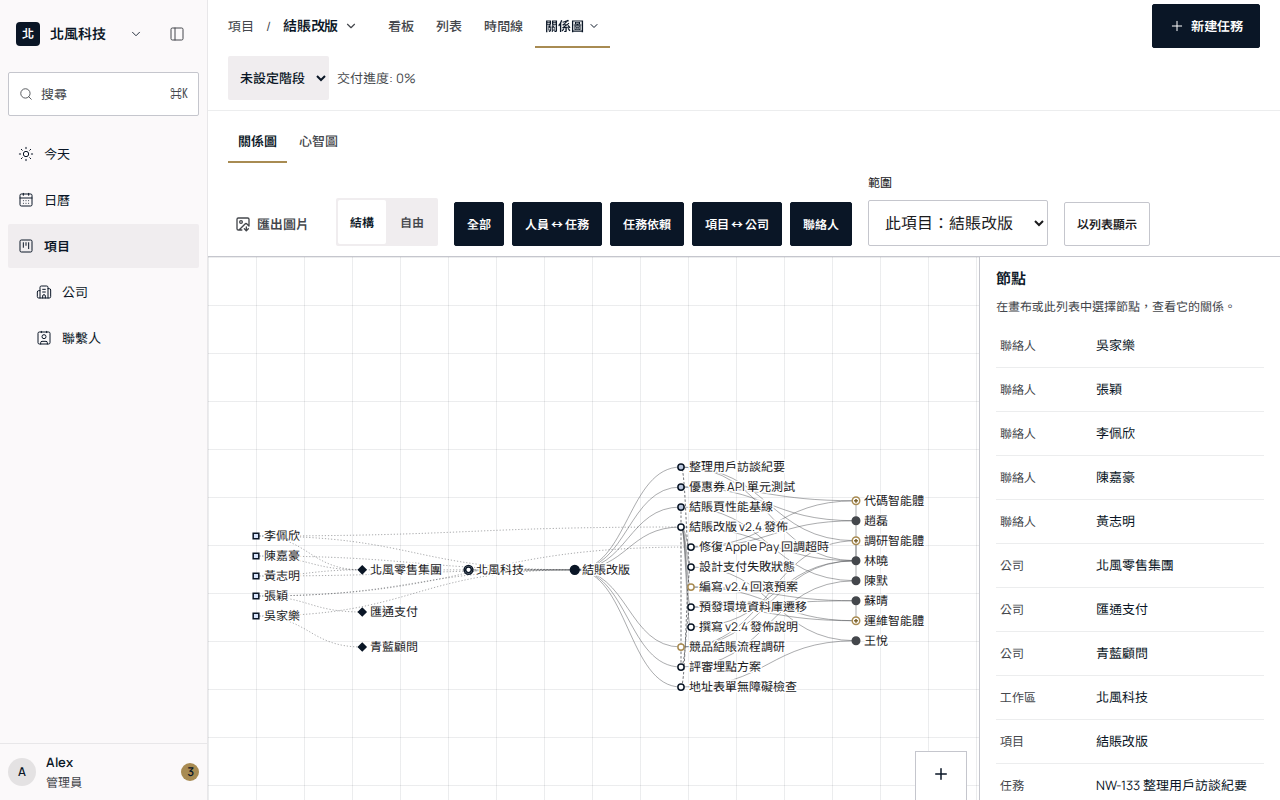 北 北風科技
搜尋 ⌘K
今天
日曆
項目
公司
聯繫人
A Alex 管理員 3
項目 / 結賬改版 看板 列表 時間線 關係圖
新建任務
未設定階段 交付進度: 0%
關係圖 心智圖
範圍
匯出圖片 結構 自由 全部 人員 ↔ 任務 任務依賴 項目 ↔ 公司 聯絡人 此項目：結賬改版 以列表顯示
李佩欣
陳嘉豪
黃志明
張穎
吳家樂
北風零售集團
匯通支付
青藍顧問
北風科技
結賬改版
整理用戶訪談紀要
優惠券 API 單元測試
結賬頁性能基線
結賬改版 v2.4 發佈
修復 Apple Pay 回調超時
設計支付失敗狀態
編寫 v2.4 回滾預案
預發環境資料庫遷移
撰寫 v2.4 發佈說明
競品結賬流程調研
評審埋點方案
地址表單無障礙檢查
代碼智能體
趙磊
調研智能體
林曉
陳默
蘇晴
運維智能體
王悅
+
節點
在畫布或此列表中選擇節點，查看它的關係。
聯絡人 吳家樂
聯絡人 張穎
聯絡人 李佩欣
聯絡人 陳嘉豪
聯絡人 黃志明
公司 北風零售集團
公司 匯通支付
公司 青藍顧問
工作區 北風科技
項目 結賬改版
任務 NW-133 整理用戶訪談紀要